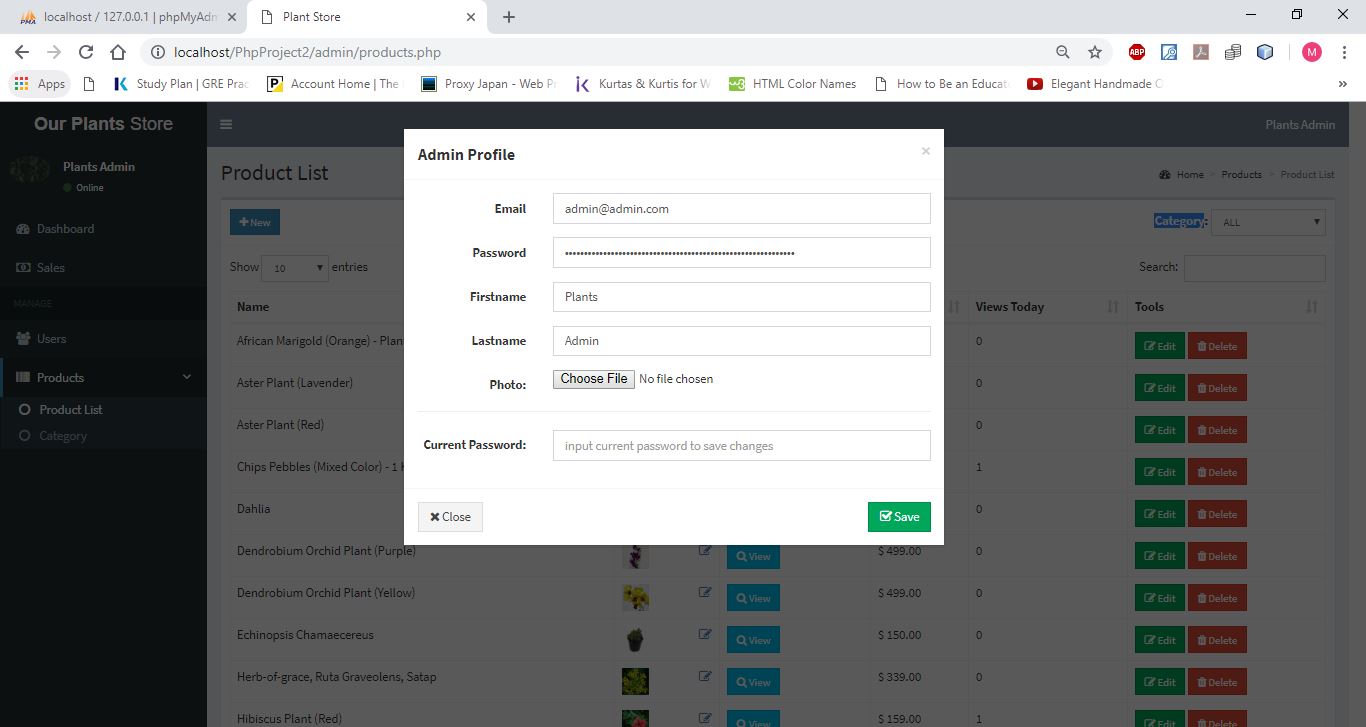 localhost / 127.0.0.1 | phpMyAdm
Plant Store
localhost/PhpProject2/admin/products.php
ABP
M
Apps
Study Plan | GRE Prac
Account Home | The
Proxy Japan - Web P
Kurtas & Kurtis for W
HTML Color Names
How to Be an Educat
Elegant Handmade C
Our Plants Store
Plants Admin
Plants Admin
Online
Dashboard
Sales
MANAGE
Users
Products
Product List
Category
Product List
Home > Products > Product List
New
Category: ALL
Show 10 entries
Search:
Name
Views Today
Tools
African Marigold (Orange) - Plan
0
Edit Delete
Aster Plant (Lavender)
0
Edit Delete
Aster Plant (Red)
0
Edit Delete
Chips Pebbles (Mixed Color) - 1 K
1
Edit Delete
Dahlia
0
Edit Delete
Dendrobium Orchid Plant (Purple) View $ 499.00 0 Edit Delete
Dendrobium Orchid Plant (Yellow) View $ 499.00 0 Edit Delete
Echinopsis Chamaecereus View $ 150.00 0 Edit Delete
Herb-of-grace, Ruta Graveolens, Satap View $ 339.00 0 Edit Delete
Hibiscus Plant (Red) View $ 159.00 1 Edit Delete
Admin Profile
×
Email admin@admin.com
Password
Firstname Plants
Lastname Admin
Photo: Choose File No file chosen
Current Password: input current password to save changes
Close
Save